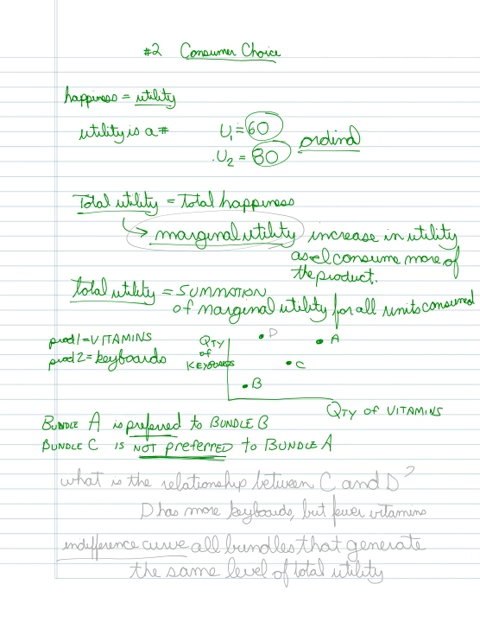 #2 Consumer Choice
happiness = utility
utility is a # U1 = 60 ordinal
U2 = 80
Total utility = Total happiness
→ marginal utility increase in utility
as I consume more of
the product.
total utility = SUMMATION
of marginal utility for all units consumed
prod 1 = VITAMINS
prod 2 = keyboards
QTY
of
KEYBOARDS
D
A
C
B
QTY OF VITAMINS
BUNDLE A is preferred to BUNDLE B
BUNDLE C IS NOT preferred to BUNDLE A
what is the relationship between C and D?
D has more keyboards, but fewer vitamins
indifference curve all bundles that generate
the same level of total utility